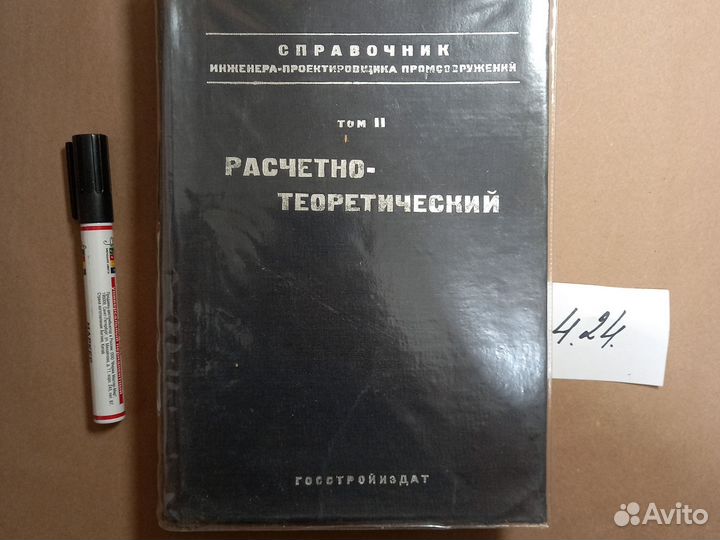 СПРАВОЧНИК
ИНЖЕНЕРА-ПРОЕКТИРОВЩИКА ПРОМСООРУЖЕНИЙ
ТОМ II
РАСЧЕТНО-
ТЕОРЕТИЧЕСКИЙ
ГОССТРОЙИЗДАТ
4.24.
Avito